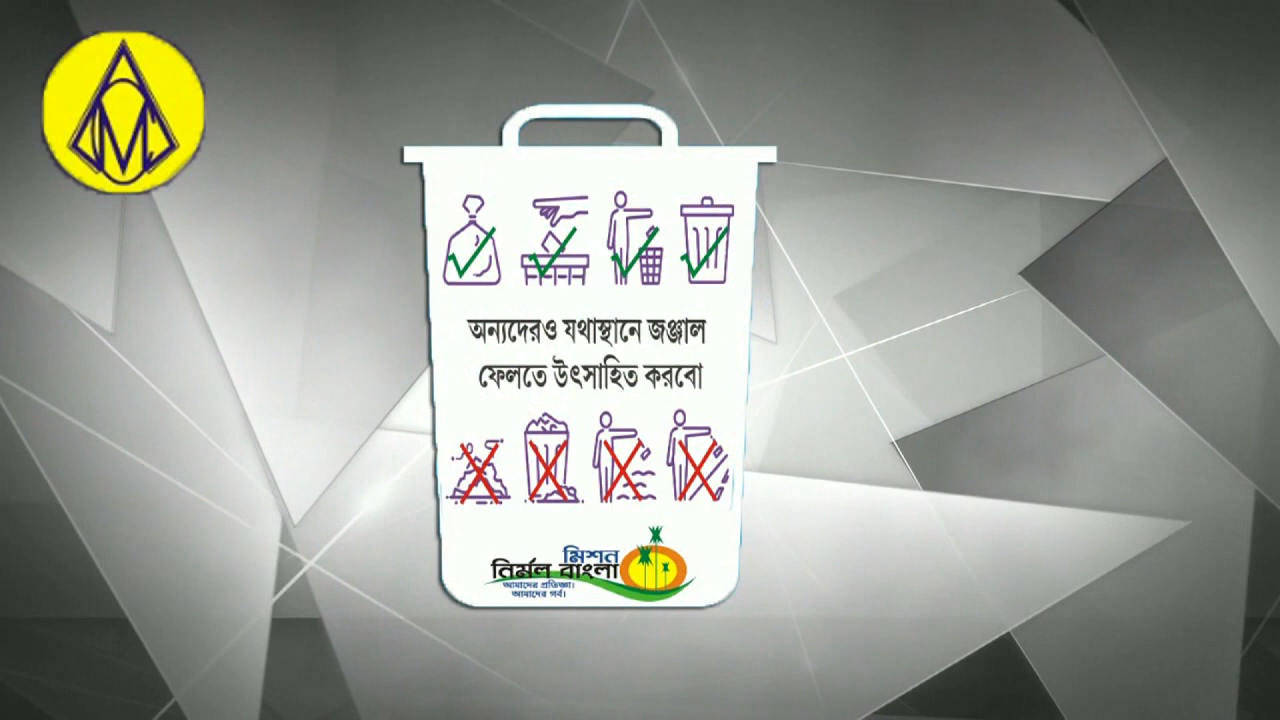 অন্যদেরও যথাস্থানে জঞ্জাল
ফেলতে উৎসাহিত করবো
মিশন
নির্মল বাংলা
আমাদের প্রতিজ্ঞা।
আমাদের গর্ব।